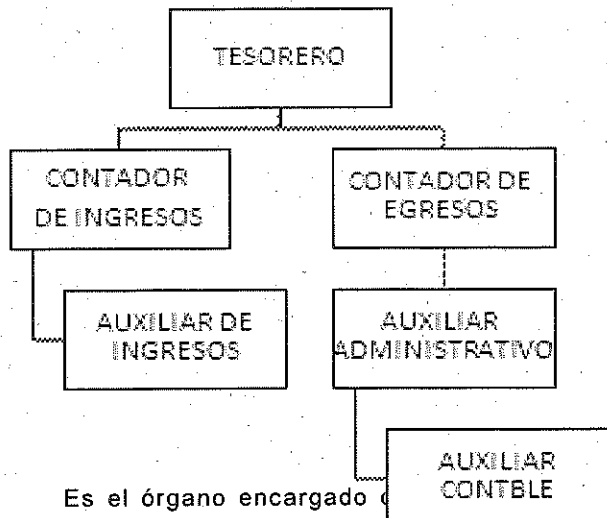 TESORERO
CONTADOR
DE INGRESOS
CONTADOR DE
EGRESOS
AUXILIAR DE
INGRESOS
AUXILIAR
ADMINISTRATIVO
AUXILIAR
CONTBLE
Es el órgano encargado